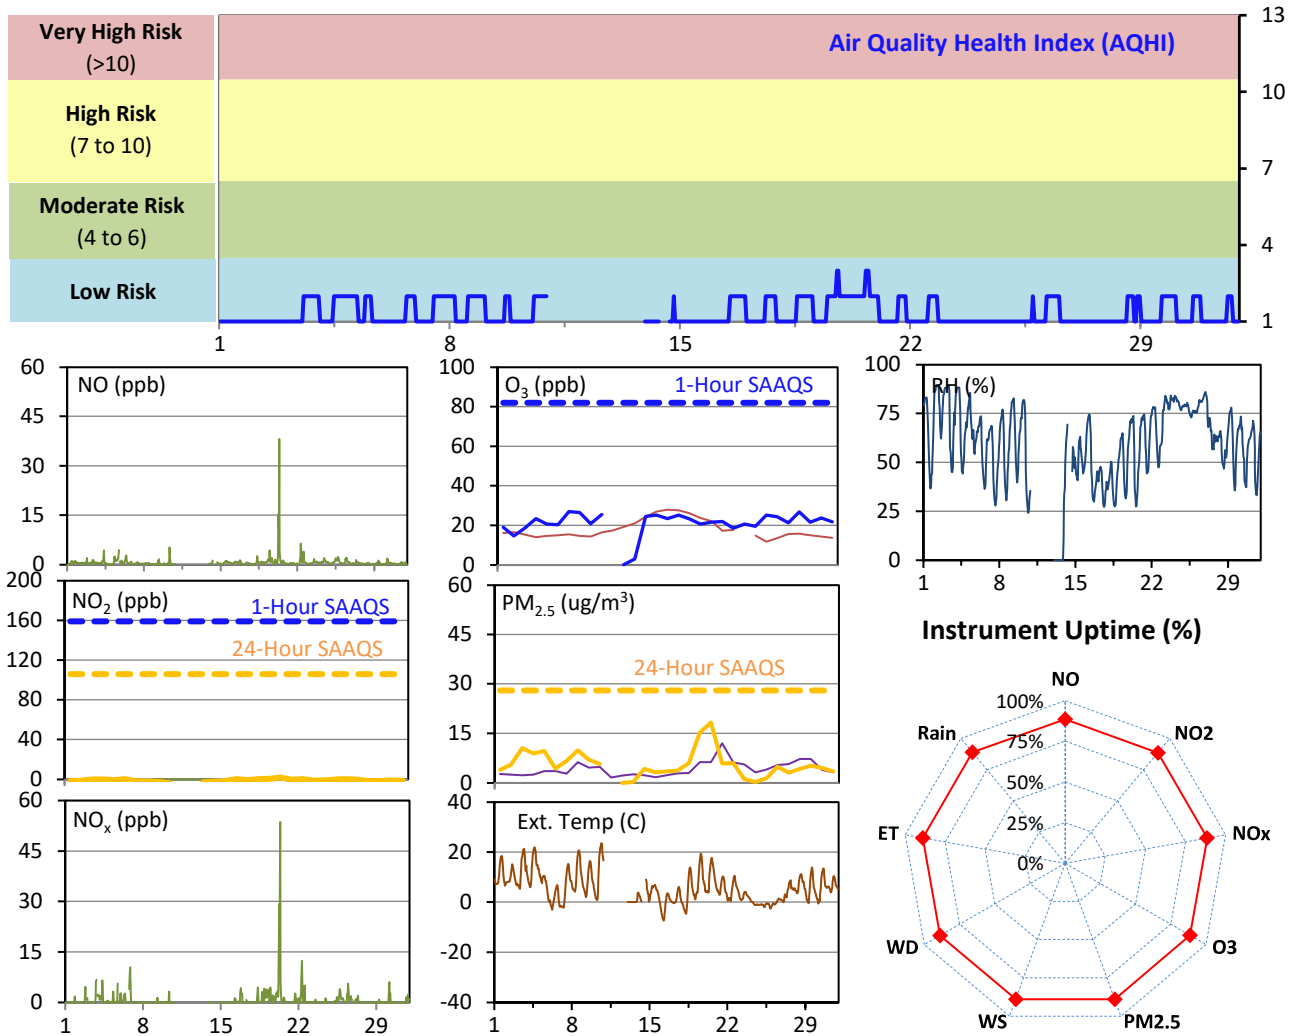 Very High Risk
(>10)
High Risk
(7 to 10)
Moderate Risk
(4 to 6)
Low Risk
Air Quality Health Index (AQHI)
13
10
7
4
1
1 8 15 22 29
NO (ppb)
60
45
30
15
0
O3 (ppb)
1-Hour SAAQS
100
80
60
40
20
0
RH (%)
100
75
50
25
0
1 8 15 22 29
NO2 (ppb)
1-Hour SAAQS
24-Hour SAAQS
200
160
120
80
40
0
PM2.5 (ug/m3)
24-Hour SAAQS
60
45
30
15
0
NOx (ppb)
60
45
30
15
0
1 8 15 22 29
Ext. Temp (C)
40
20
0
-20
-40
1 8 15 22 29
Instrument Uptime (%)
NO
NO2
NOx
O3
PM2.5
WS
WD
ET
Rain
100%
75%
50%
25%
0%